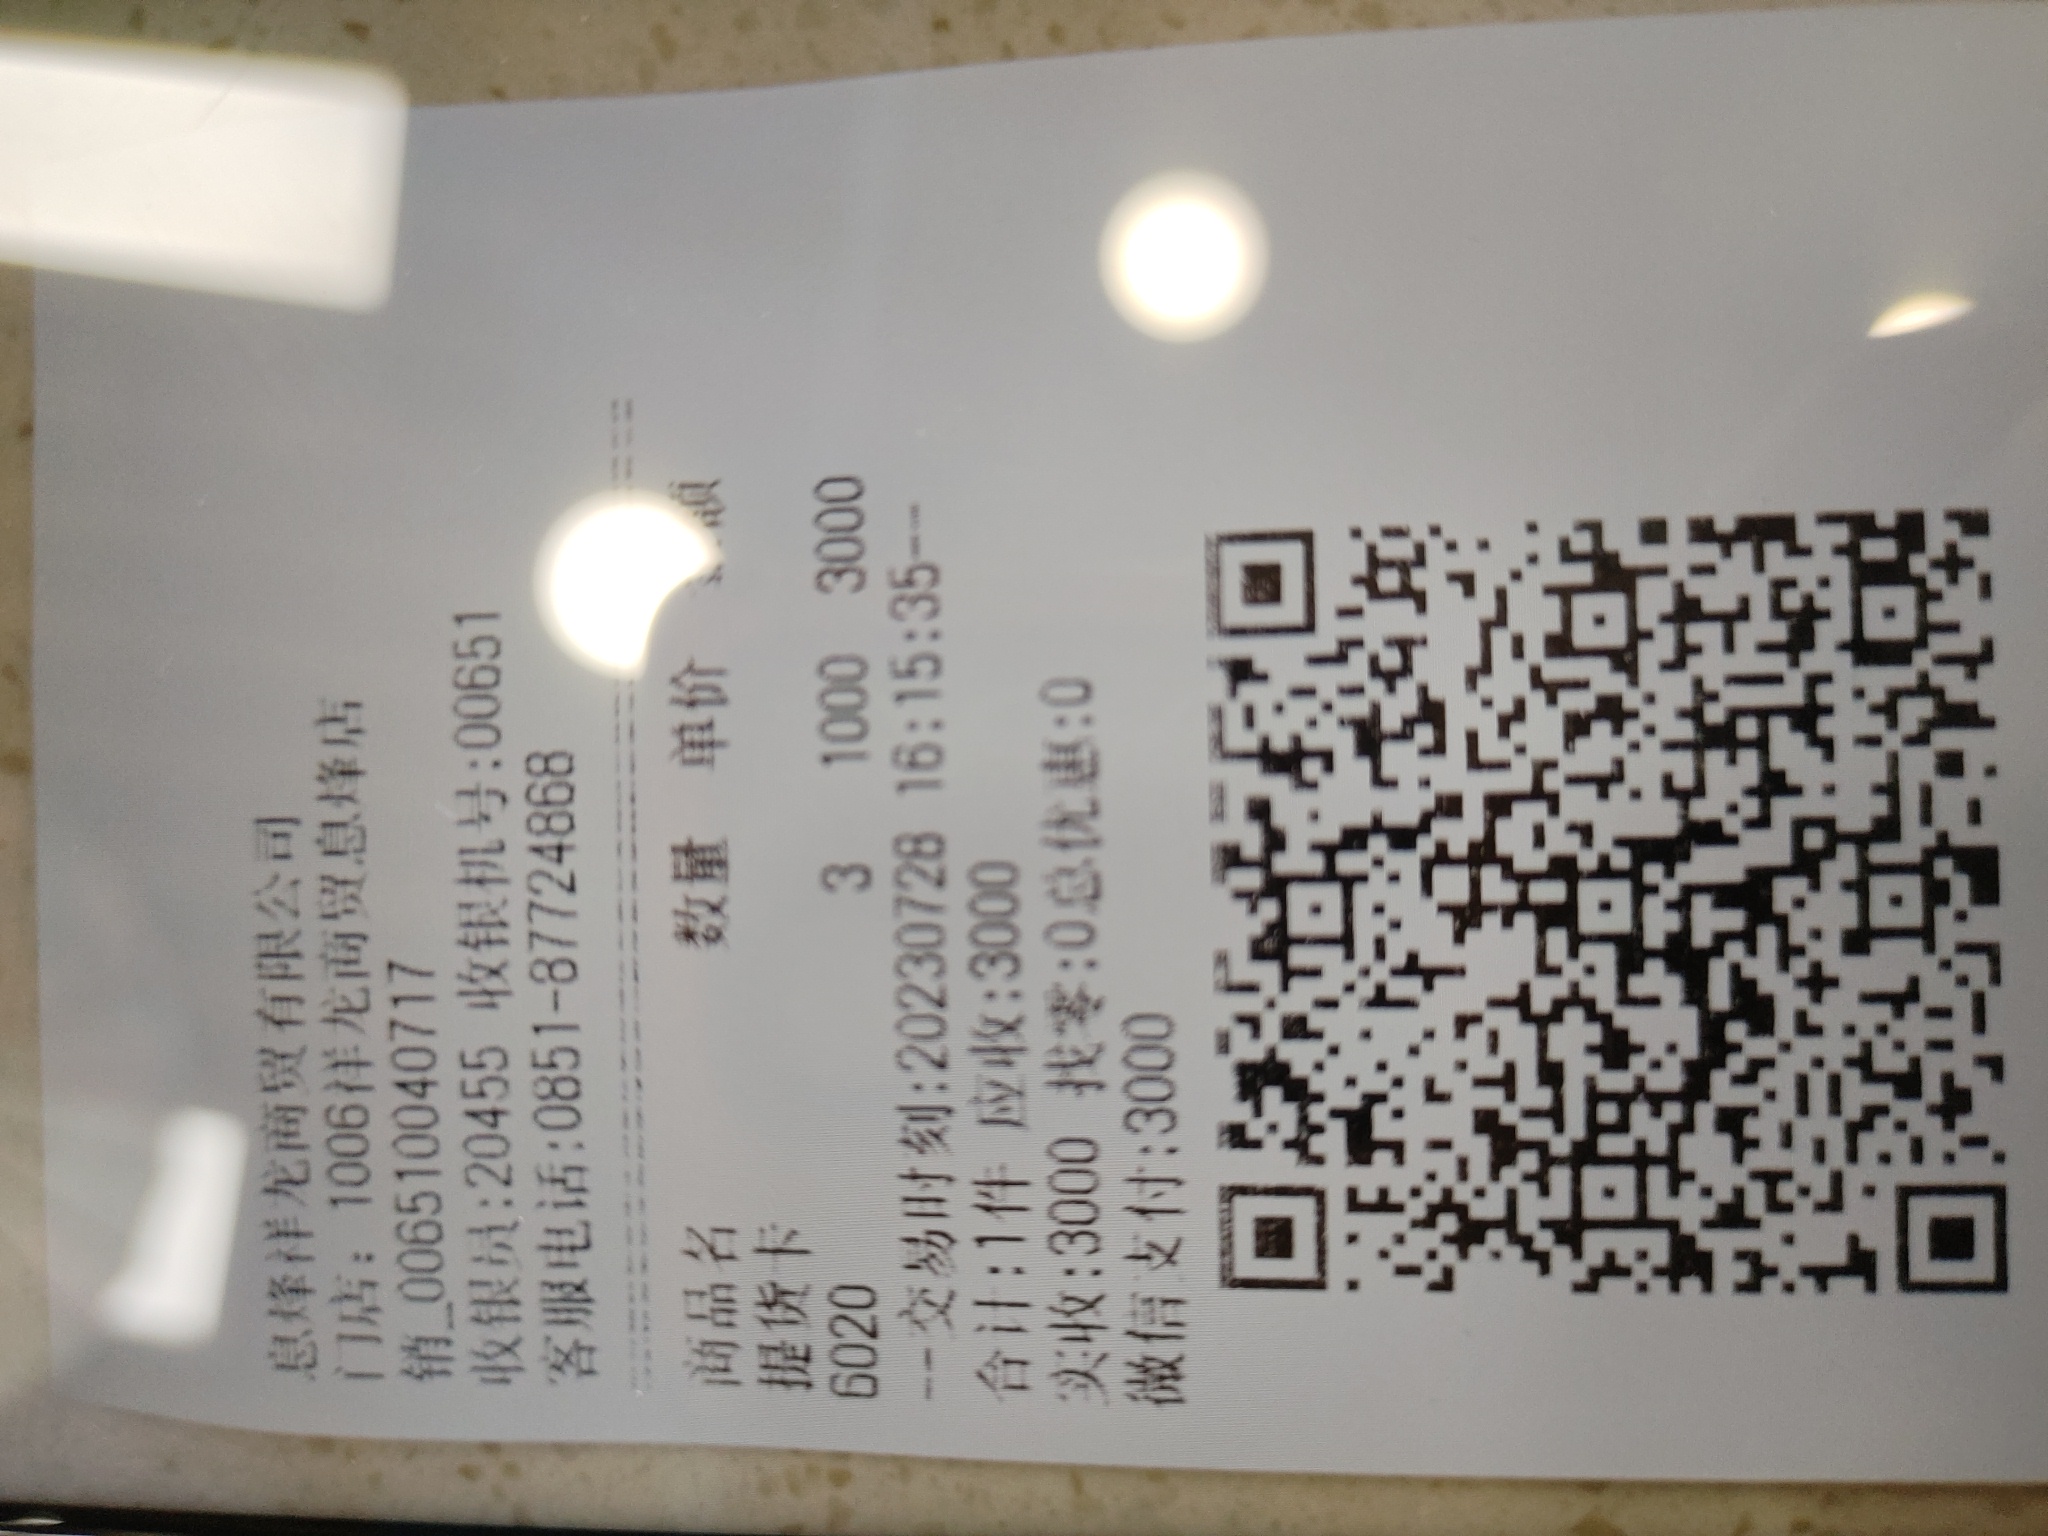 息烽祥龙商贸有限公司
门店: 1006祥龙商贸息烽店
销_006510040717
收银员:20455 收银机号:00651
客服电话:0851-87724868
商品名 数量 单价 额
提货卡
6020 3 1000 3000
--交易时刻:20230728 16:15:35--
合计:1件 应收:3000
实收:3000 找零:0总优惠:0
微信支付:3000